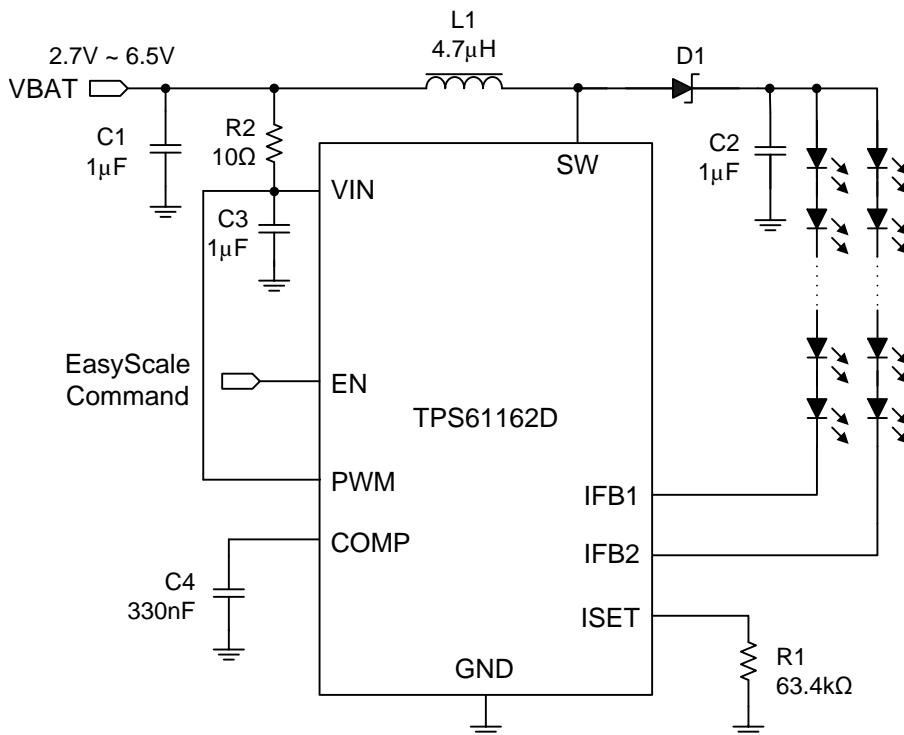 L1
4.7μH
D1
2.7V ~ 6.5V
VBAT
C1
1μF
R2
10Ω
C2
1μF
SW
VIN
C3
1μF
EasyScale
Command
EN
TPS61162D
PWM
IFB1
COMP
IFB2
C4
330nF
ISET
R1
63.4kΩ
GND